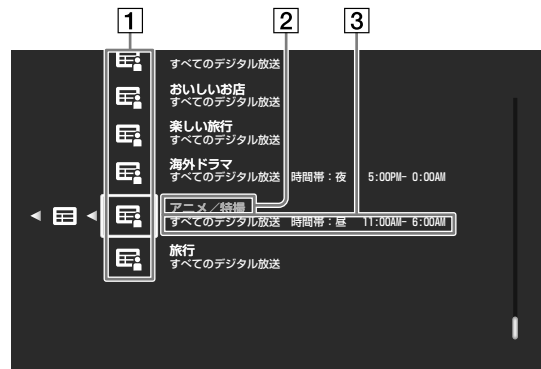 1 2 3
すべてのデジタル放送
おいしいお店
すべてのデジタル放送
楽しい旅行
すべてのデジタル放送
海外ドラマ
すべてのデジタル放送 時間帯：夜 5:00PM- 0:00AM
アニメ／特撮
すべてのデジタル放送 時間帯：昼 11:00AM- 6:00AM
旅行
すべてのデジタル放送